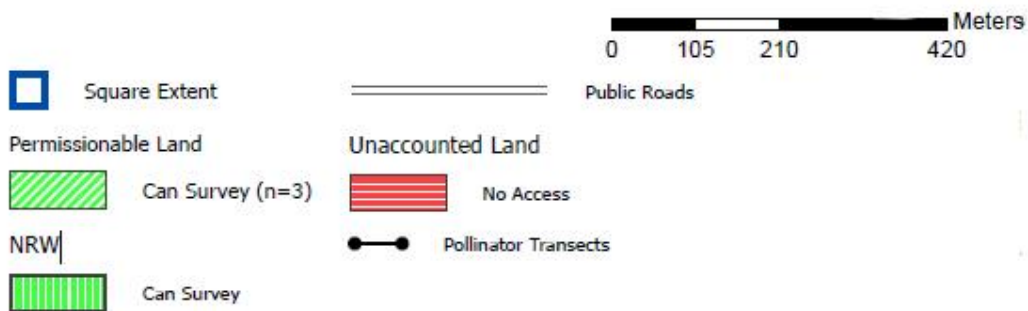 Meters
0 105 210 420
Square Extent Public Roads
Permissionable Land Unaccounted Land
Can Survey (n=3) No Access
NRW Pollinator Transects
Can Survey